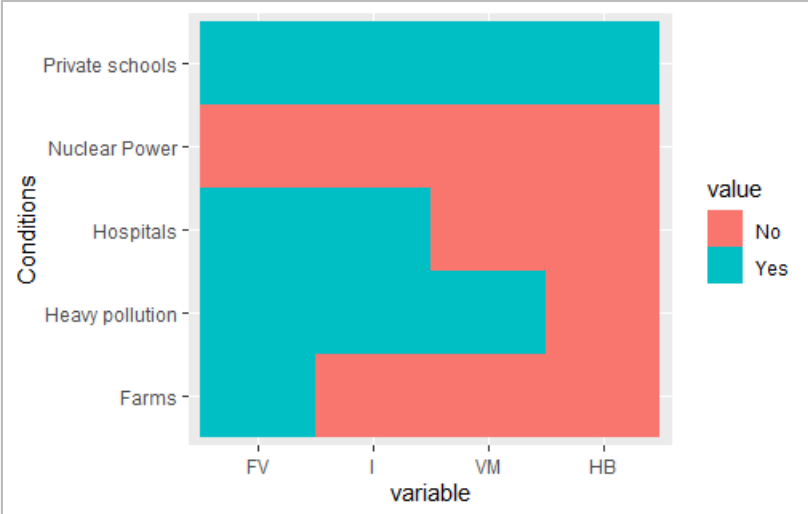 Private schools
Nuclear Power
Hospitals
Heavy pollution
Farms
Conditions
FV I VM HB
variable
value
No
Yes